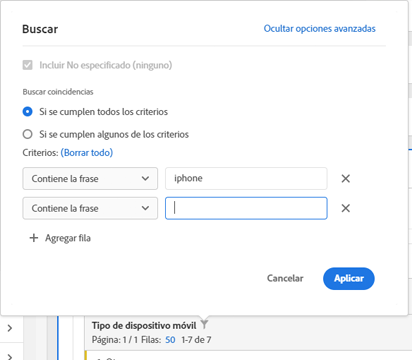 Buscar
Ocultar opciones avanzadas
Incluir No especificado (ninguno)
Buscar coincidencias
Si se cumplen todos los criterios
Si se cumplen algunos de los criterios
Criterios: (Borrar todo)
Contiene la frase iphone
Contiene la frase
Agregar fila
Cancelar Aplicar
Tipo de dispositivo móvil
Página: 1 / 1 Filas: 50 1-7 de 7